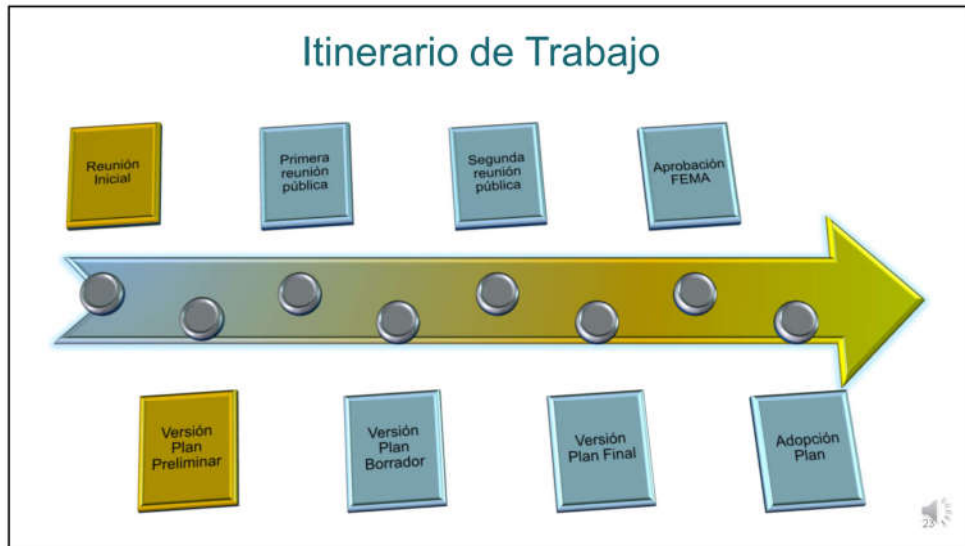 Itinerario de Trabajo
Reunión
Inicial
Primera
reunión
pública
Segunda
reunión
pública
Aprobación
FEMA
Versión
Plan
Preliminar
Versión
Plan
Borrador
Versión
Plan Final
Adopción
Plan
23